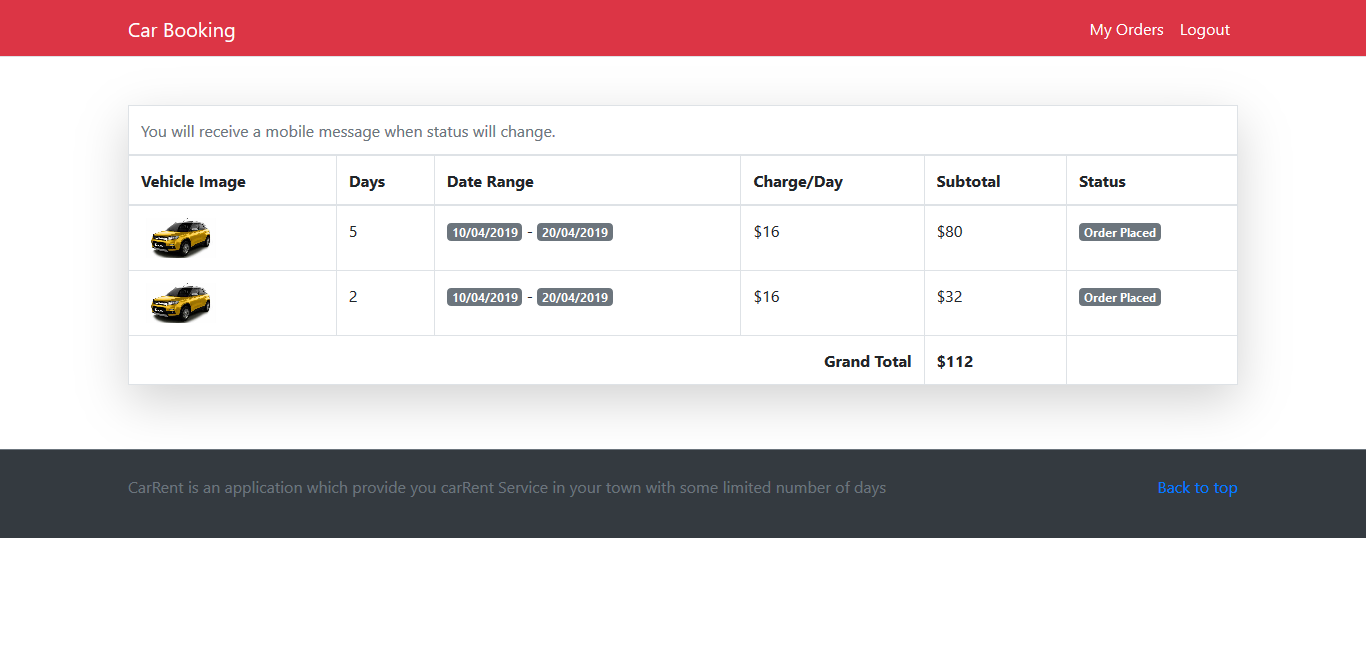 Car Booking My Orders Logout
You will receive a mobile message when status will change.
Vehicle Image Days Date Range Charge/Day Subtotal Status
5 10/04/2019 - 20/04/2019 $16 $80 Order Placed
2 10/04/2019 - 20/04/2019 $16 $32 Order Placed
Grand Total $112
CarRent is an application which provide you carRent Service in your town with some limited number of days Back to top